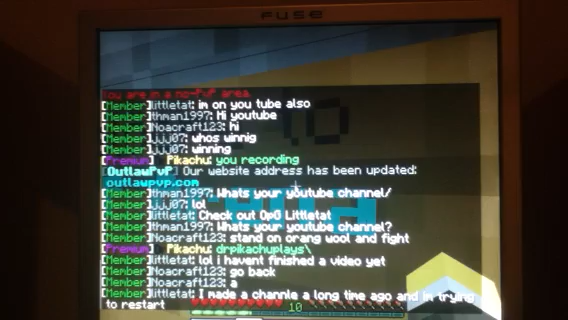 FUSE
You are in a no-PvP area.
[Member]littletat: im on you tube also
[Member]thman1997: Hi youtube
[Member]Noacraft123: hi
[Member]jjj07: whos winnig
[Member]jjj07: winning
[Premium] Pikachu: you recording
[OutlawPvP] Our website address has been updated:
outlawpvp.com
[Member]thman1997: Whats your youtube channel/
[Member]jjj07: lol
[Member]littletat: Check out OpG Littletat
[Member]thman1997: Whats your youtube channel?
[Member]Noacraft123: stand on orang wool and fight
[Premium] Pikachu: drpikachuplays\
[Member]littletat: lol i havent finished a video yet
[Member]Noacraft123: go back
[Member]Noacraft123: a
[Member]littletat: I made a channle a long time ago and im trying
to restart
10